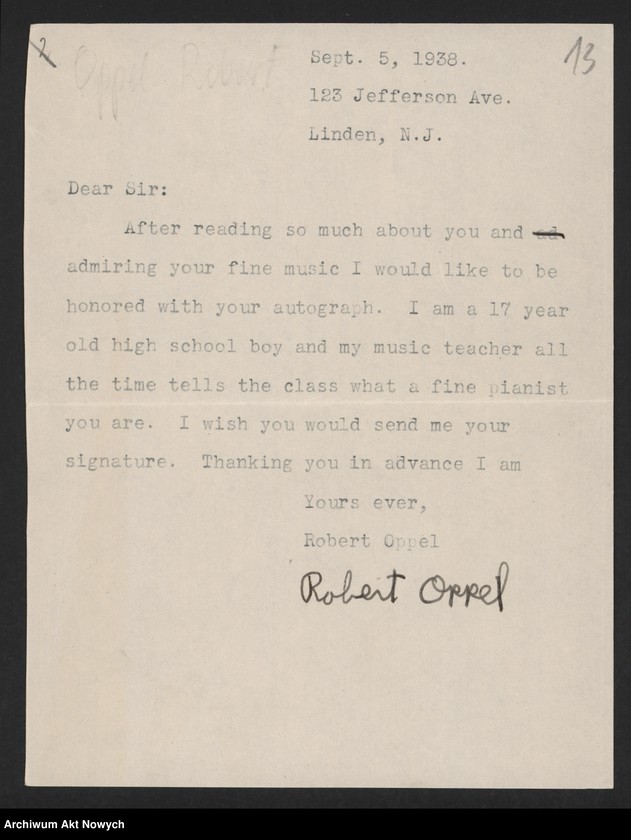 2
Oppel Robert
13
Sept. 5, 1938.
123 Jefferson Ave.
Linden, N.J.
Dear Sir:
After reading so much about you and ad
admiring your fine music I would like to be
honored with your autograph. I am a 17 year
old high school boy and my music teacher all
the time tells the class what a fine pianist
you are. I wish you would send me your
signature. Thanking you in advance I am
Yours ever,
Robert Oppel
Robert Oppel
Archiwum Akt Nowych